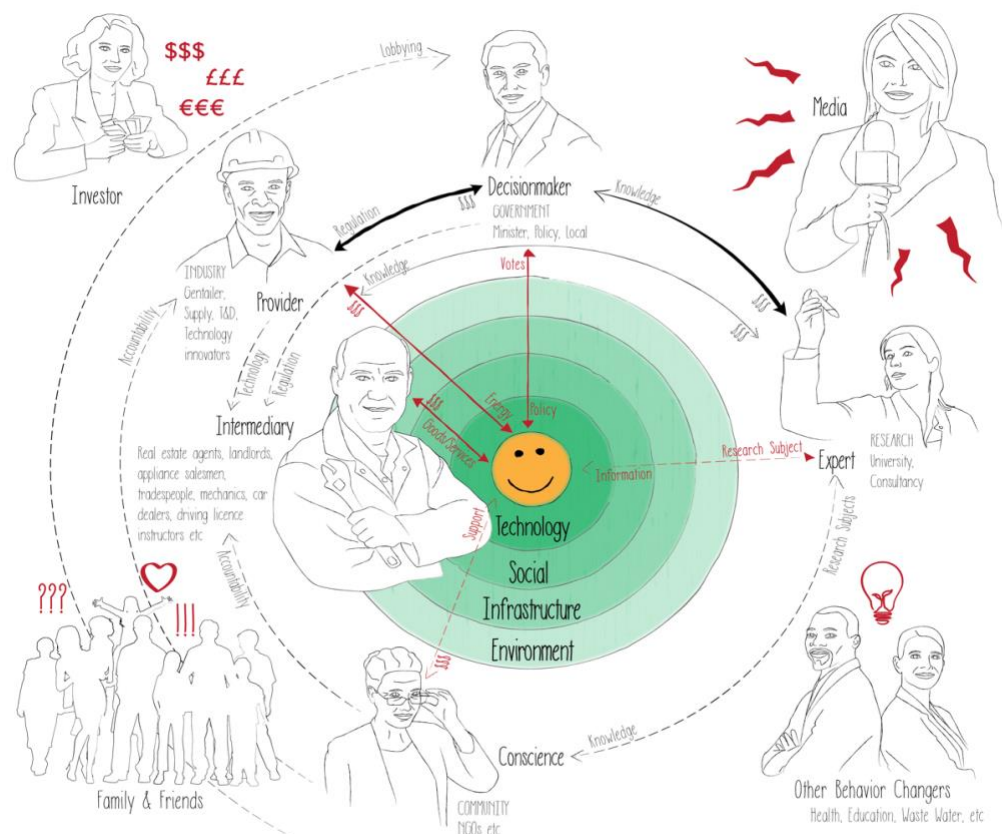 $$$
£££
€€€
Investor
Lobbying
Decisionmaker
GOVERNMENT
Minister, Policy, Local
Media
Regulation
$$$
Knowledge
$$$
$$$
Knowledge
$$$
Votes
INDUSTRY
Gentailer,
Supply, T&D,
Technology
innovators
Provider
Accountability
Technology
Regulation
Intermediary
Real estate agents, landlords,
appliance salesmen,
tradespeople, mechanics, car
dealers, driving licence
instructors etc
$$$
Goods/Services
Energy
Policy
Information
Research Subject
Expert
RESEARCH
University,
Consultancy
Support
$$$
Technology
Social
Infrastructure
Environment
Accountability
Research Subjects
???
!!!
Family & Friends
Conscience
Knowledge
COMMUNITY
NGOs etc
Other Behavior Changers
Health, Education, Waste Water, etc